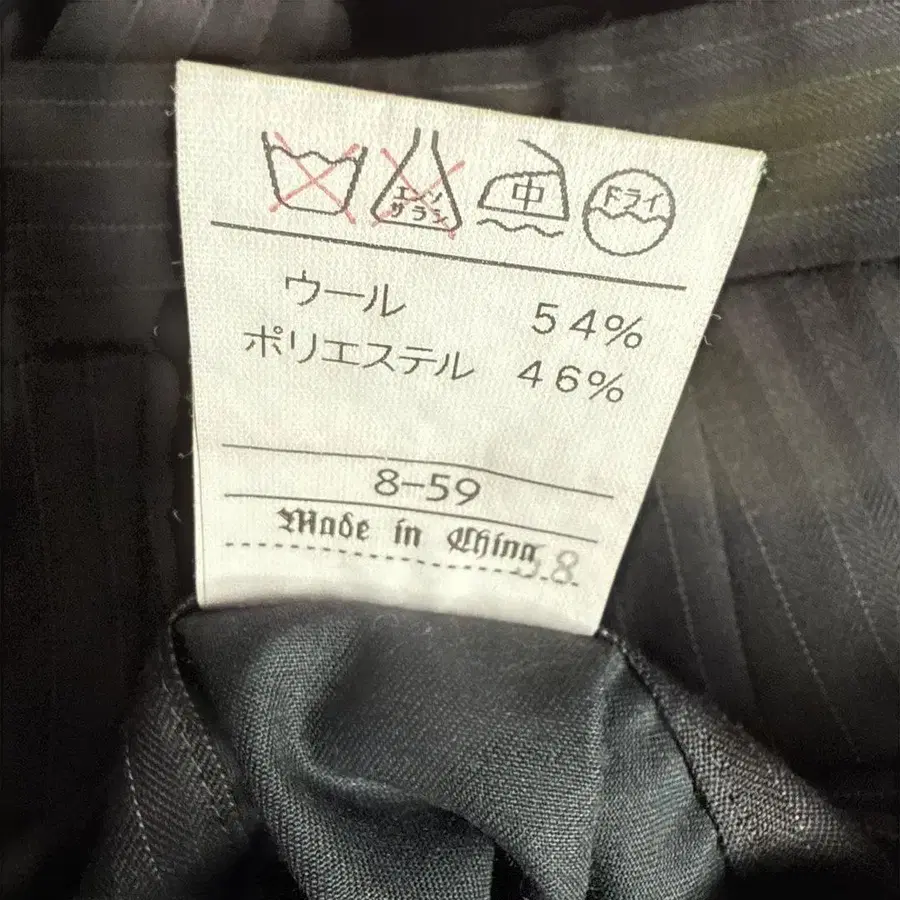 エンソ
サラシ
中
ドライ
ウール 54%
ポリエステル 46%
8-59
Made in China
8